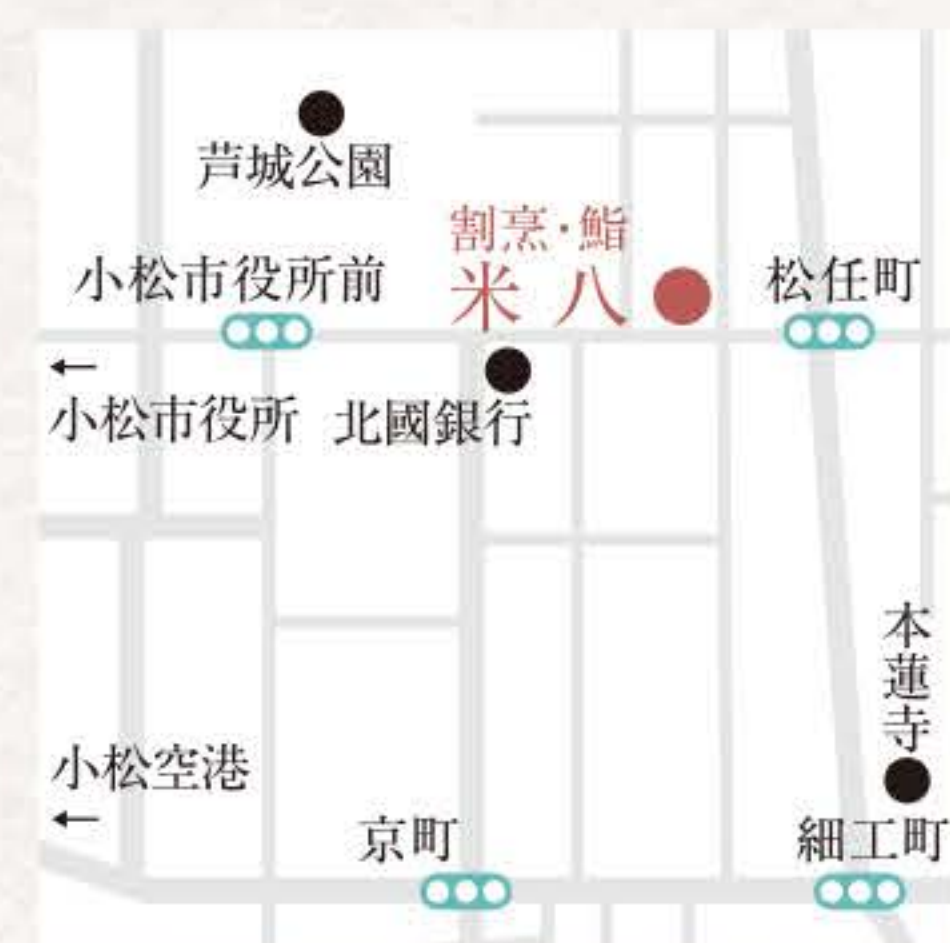 芦城公園
割烹・鮨
米八
小松市役所前
松任町
小松市役所
北國銀行
本蓮寺
小松空港
京町
細工町